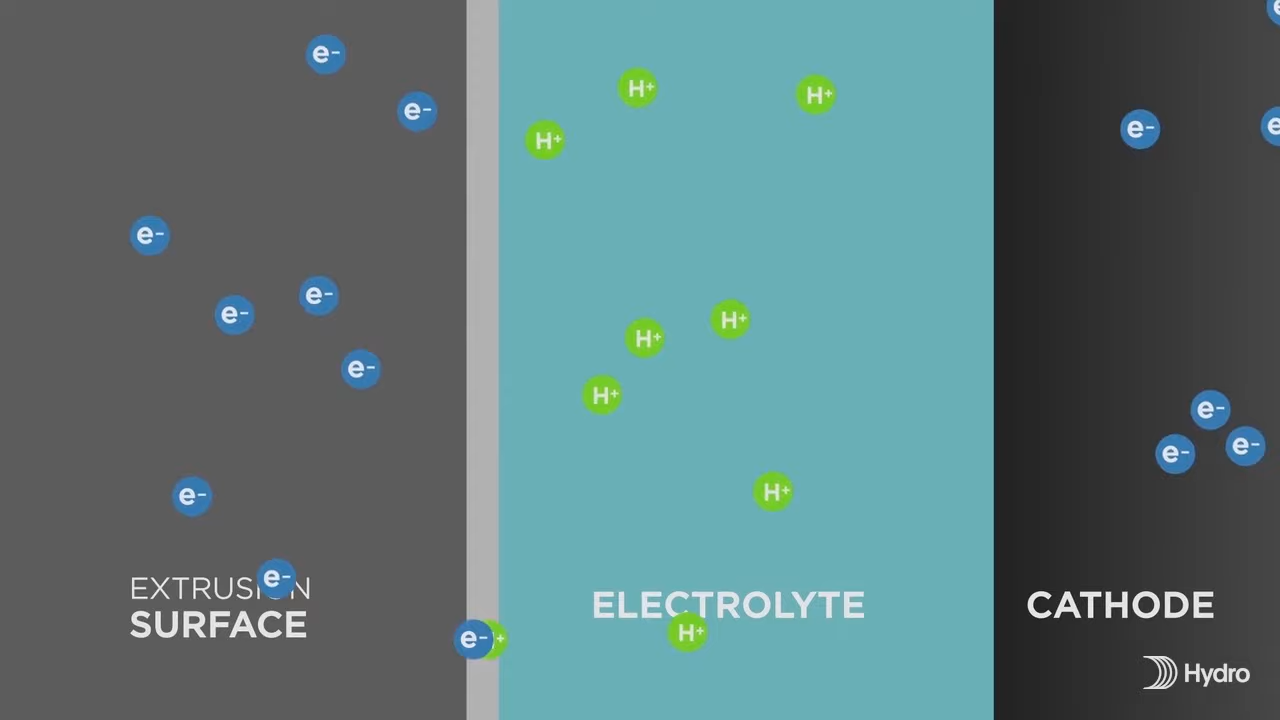 e−
H+
H+
e−
e−
e
H+
e−
e−
e−
H+
H+
e−
H+
e−
e−
e−
H+
e−
e−
EXTRUSION
SURFACE
ELECTROLYTE
CATHODE
H+
e−
+
Hydro